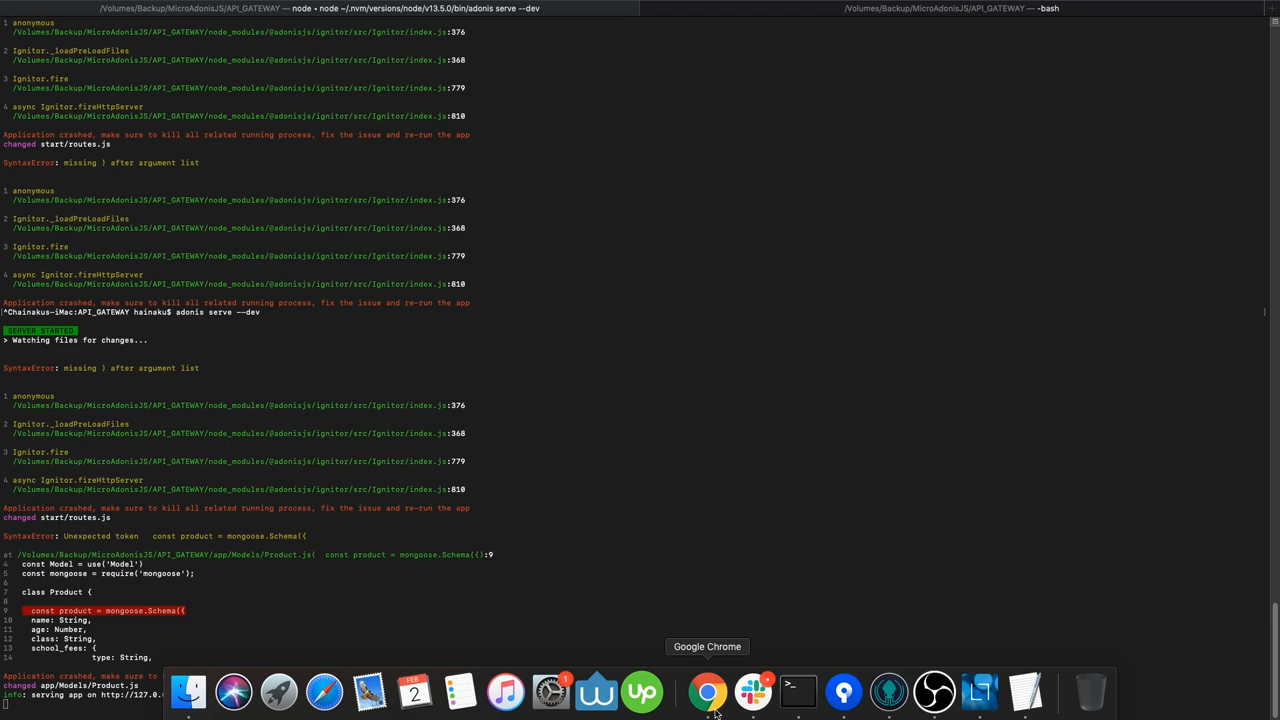 /Volumes/Backup/MicroAdonisJS/API_GATEWAY — node • node ~/.nvm/versions/node/v13.5.0/bin/adonis serve --dev
/Volumes/Backup/MicroAdonisJS/API_GATEWAY — -bash
1 anonymous
/Volumes/Backup/MicroAdonisJS/API_GATEWAY/node_modules/@adonisjs/ignitor/src/Ignitor/index.js:376
2 Ignitor._loadPreLoadFiles
/Volumes/Backup/MicroAdonisJS/API_GATEWAY/node_modules/@adonisjs/ignitor/src/Ignitor/index.js:368
3 Ignitor.fire
/Volumes/Backup/MicroAdonisJS/API_GATEWAY/node_modules/@adonisjs/ignitor/src/Ignitor/index.js:779
4 async Ignitor.fireHttpServer
/Volumes/Backup/MicroAdonisJS/API_GATEWAY/node_modules/@adonisjs/ignitor/src/Ignitor/index.js:810
Application crashed, make sure to kill all related running process, fix the issue and re-run the app
changed start/routes.js
SyntaxError: missing ) after argument list
1 anonymous
/Volumes/Backup/MicroAdonisJS/API_GATEWAY/node_modules/@adonisjs/ignitor/src/Ignitor/index.js:376
2 Ignitor._loadPreLoadFiles
/Volumes/Backup/MicroAdonisJS/API_GATEWAY/node_modules/@adonisjs/ignitor/src/Ignitor/index.js:368
3 Ignitor.fire
/Volumes/Backup/MicroAdonisJS/API_GATEWAY/node_modules/@adonisjs/ignitor/src/Ignitor/index.js:779
4 async Ignitor.fireHttpServer
/Volumes/Backup/MicroAdonisJS/API_GATEWAY/node_modules/@adonisjs/ignitor/src/Ignitor/index.js:810
Application crashed, make sure to kill all related running process, fix the issue and re-run the app
^Chainakus-iMac:API_GATEWAY hainaku$ adonis serve --dev
SERVER STARTED
> Watching files for changes...
SyntaxError: missing ) after argument list
1 anonymous
/Volumes/Backup/MicroAdonisJS/API_GATEWAY/node_modules/@adonisjs/ignitor/src/Ignitor/index.js:376
2 Ignitor._loadPreLoadFiles
/Volumes/Backup/MicroAdonisJS/API_GATEWAY/node_modules/@adonisjs/ignitor/src/Ignitor/index.js:368
3 Ignitor.fire
/Volumes/Backup/MicroAdonisJS/API_GATEWAY/node_modules/@adonisjs/ignitor/src/Ignitor/index.js:779
4 async Ignitor.fireHttpServer
/Volumes/Backup/MicroAdonisJS/API_GATEWAY/node_modules/@adonisjs/ignitor/src/Ignitor/index.js:810
Application crashed, make sure to kill all related running process, fix the issue and re-run the app
changed start/routes.js
SyntaxError: Unexpected token   const product = mongoose.Schema({
at /Volumes/Backup/MicroAdonisJS/API_GATEWAY/app/Models/Product.js(  const product = mongoose.Schema({):9
4 const Model = use('Model')
5 const mongoose = require('mongoose');
6
7 class Product {
8
9 const product = mongoose.Schema({
10 name: String,
11 age: Number,
12 class: String,
13 school_fees: {
14 type: String,
Google Chrome
Application crashed, make sure to
changed app/Models/Product.js
info: serving app on http://127.0.
FEB
2
1
UP
>_
LT